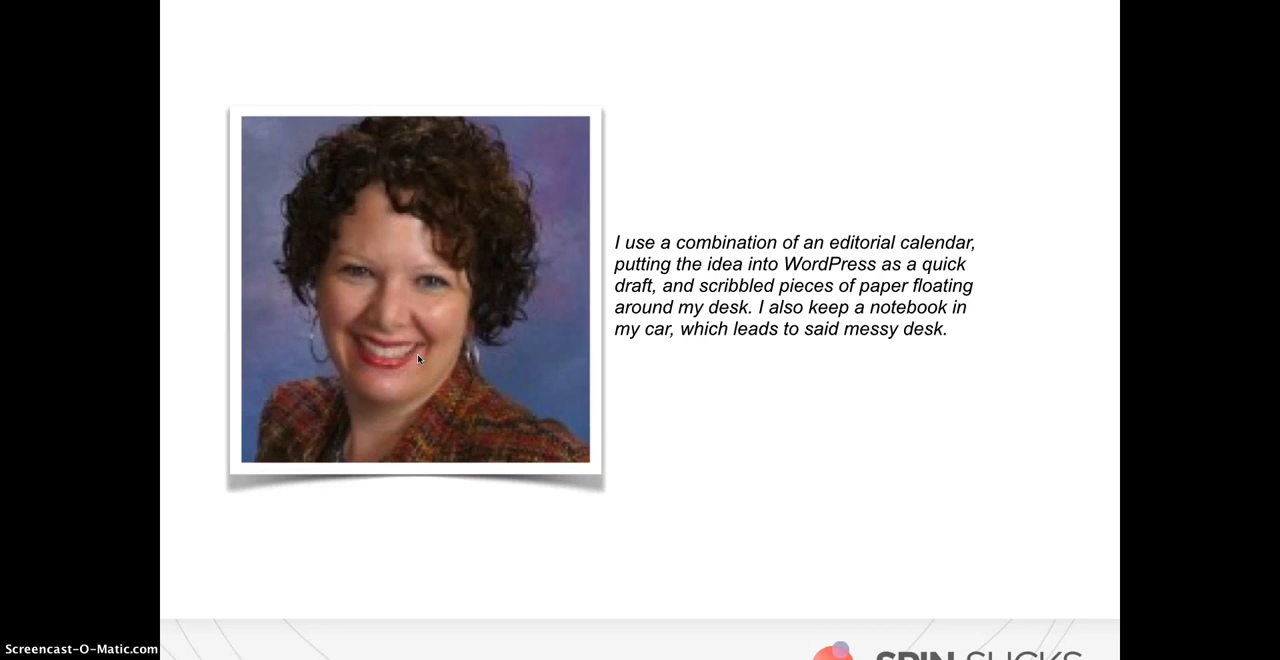 I use a combination of an editorial calendar,
putting the idea into WordPress as a quick
draft, and scribbled pieces of paper floating
around my desk. I also keep a notebook in
my car, which leads to said messy desk.
Screencast-O-Matic.com
SPIN SUCKS